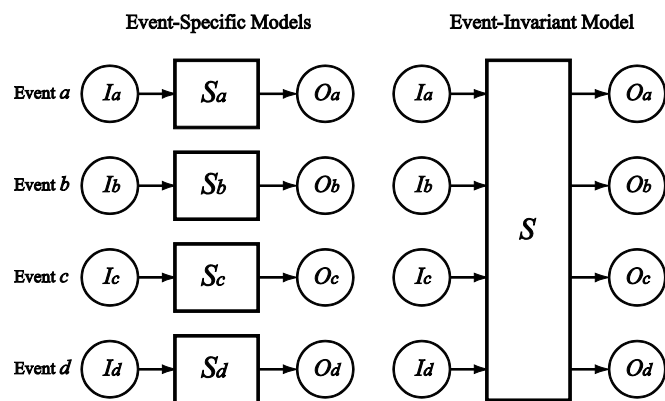 Event-Specific Models Event-Invariant Model
Event a Ia Sa Oa Ia Oa
Event b Ib Sb Ob Ib Ob
S
Event c Ic Sc Oc Ic Oc
Event d Id Sd Od Id Od